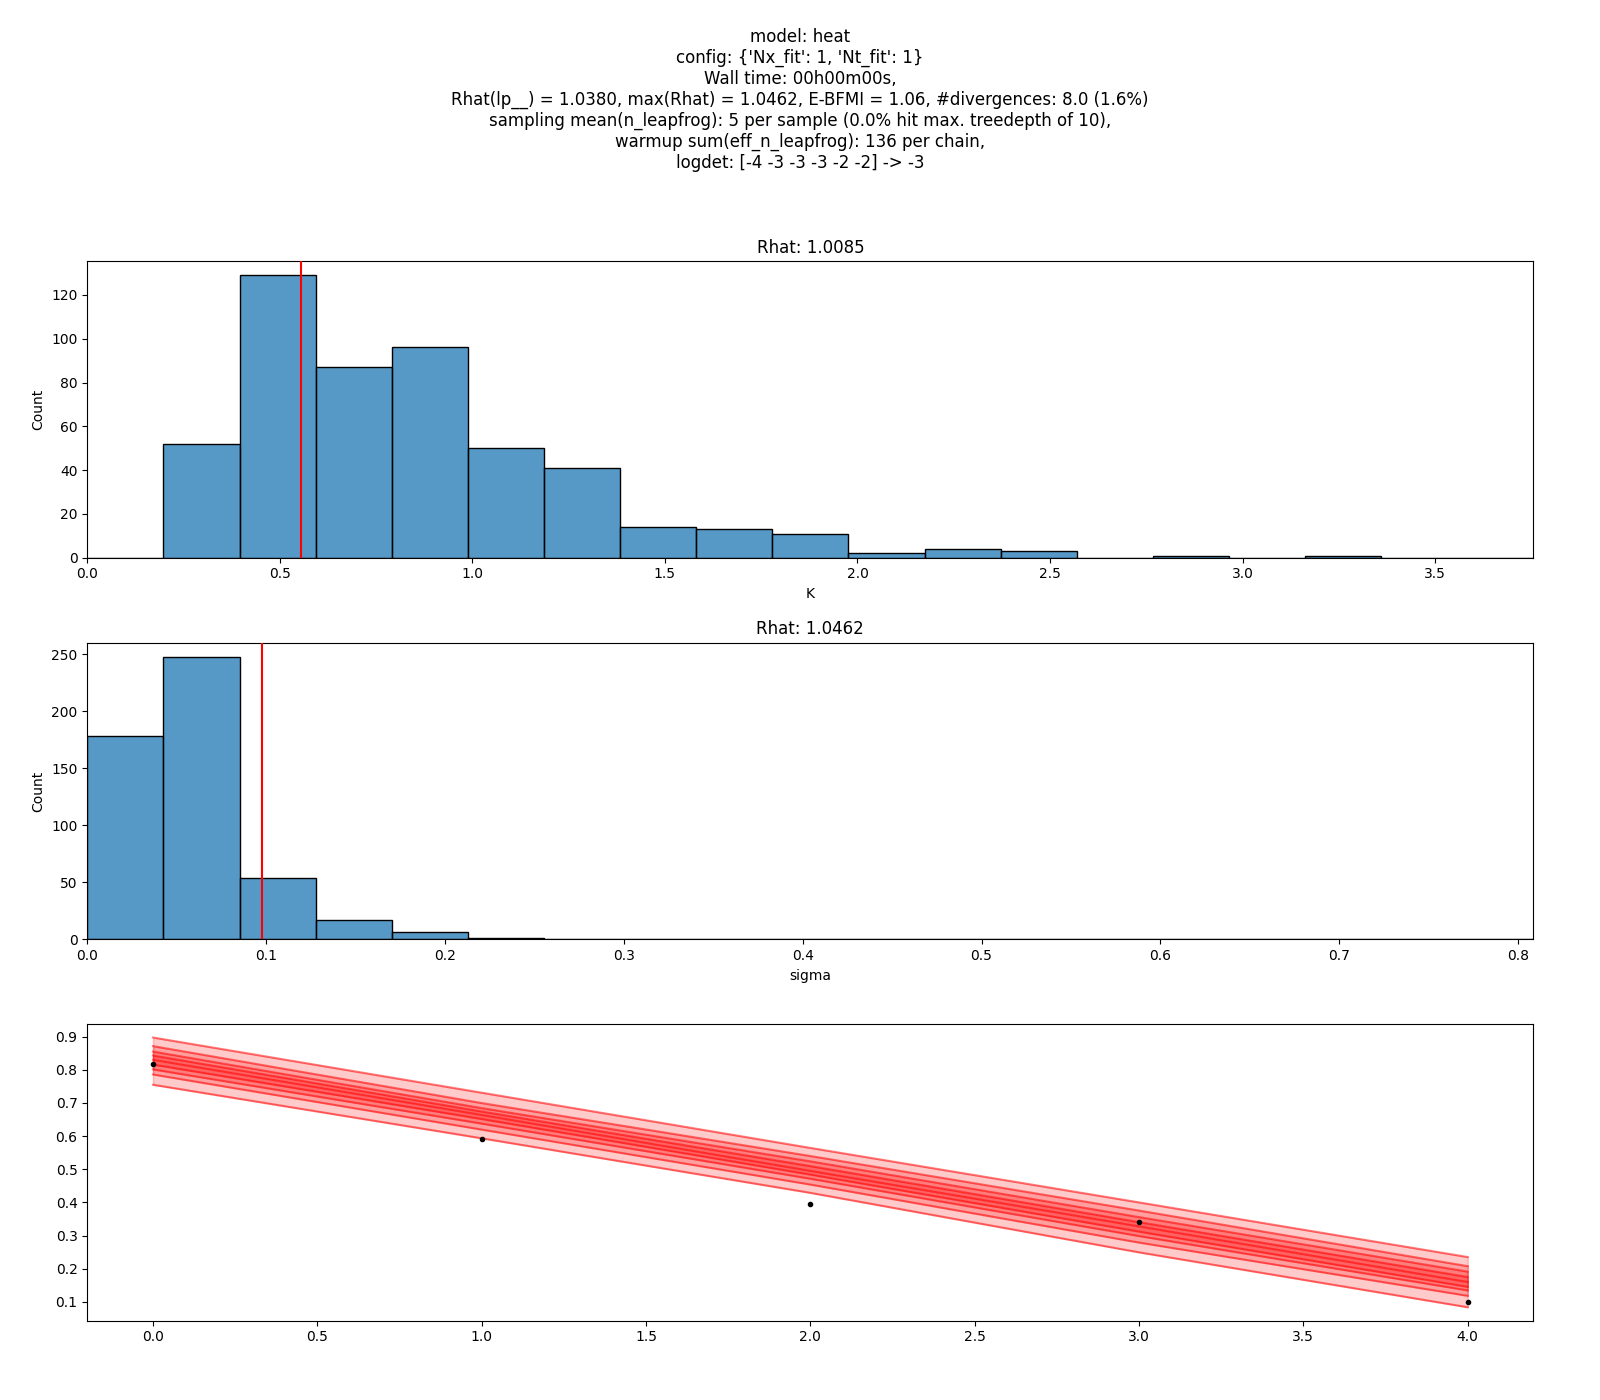 model: heat
config: {'Nx_fit': 1, 'Nt_fit': 1}
Wall time: 00h00m00s,
Rhat(lp__) = 1.0380, max(Rhat) = 1.0462, E-BFMI = 1.06, #divergences: 8.0 (1.6%)
sampling mean(n_leapfrog): 5 per sample (0.0% hit max. treedepth of 10),
warmup sum(eff_n_leapfrog): 136 per chain,
logdet: [-4 -3 -3 -3 -2 -2] -> -3
Rhat: 1.0085
120
100
80
60
40
20
0
Count
0.0 0.5 1.0 1.5 2.0 2.5 3.0 3.5
K
Rhat: 1.0462
250
200
150
100
50
0
Count
0.0 0.1 0.2 0.3 0.4 0.5 0.6 0.7 0.8
sigma
0.9
0.8
0.7
0.6
0.5
0.4
0.3
0.2
0.1
0.0 0.5 1.0 1.5 2.0 2.5 3.0 3.5 4.0